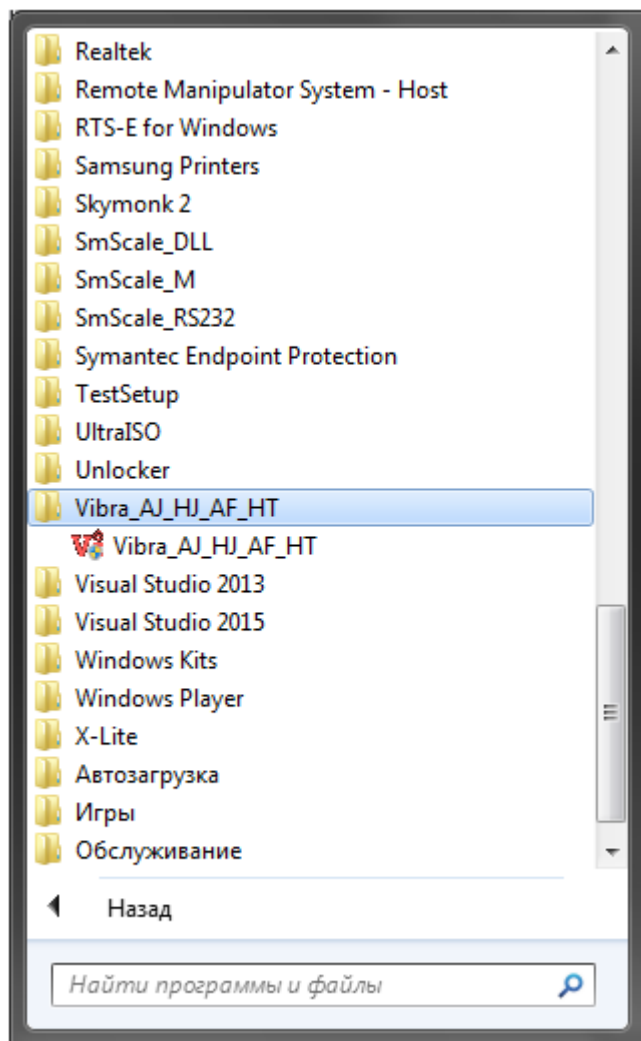 Realtek
Remote Manipulator System - Host
RTS-E for Windows
Samsung Printers
Skymonk 2
SmScale_DLL
SmScale_M
SmScale_RS232
Symantec Endpoint Protection
TestSetup
UltraISO
Unlocker
Vibra_AJ_HJ_AF_HT
Vibra_AJ_HJ_AF_HT
Visual Studio 2013
Visual Studio 2015
Windows Kits
Windows Player
X-Lite
Автозагрузка
Игры
Обслуживание
Назад
Найти программы и файлы